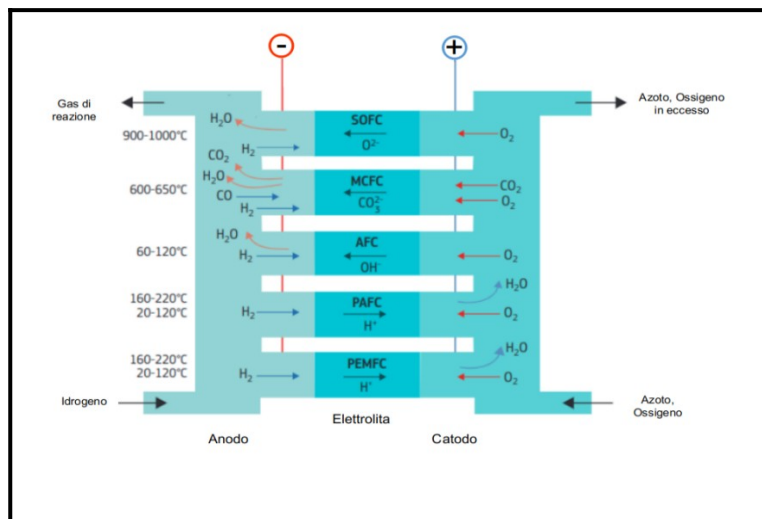 -
+
Gas di
reazione
Azoto, Ossigeno
in eccesso
900-1000°C
H₂O
H₂
SOFC
O²⁻
O₂
600-650°C
CO₂
H₂O
CO
H₂
MCFC
CO₃²⁻
CO₂
O₂
60-120°C
H₂O
H₂
AFC
OH⁻
O₂
160-220°C
20-120°C
H₂
PAFC
H⁺
H₂O
O₂
160-220°C
20-120°C
H₂
PEMFC
H⁺
H₂O
O₂
Idrogeno
Azoto,
Ossigeno
Anodo
Elettrolita
Catodo